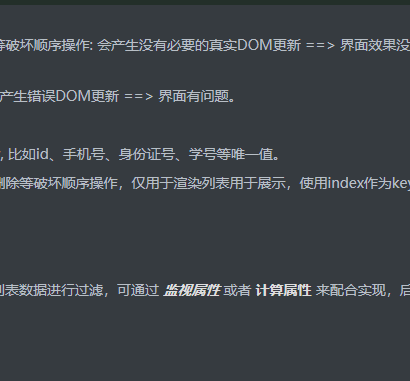 等破坏顺序操作: 会产生没有必要的真实DOM更新 ==> 界面效果没
产生错误DOM更新 ==> 界面有问题。
, 比如id、手机号、身份证号、学号等唯一值。
删除等破坏顺序操作，仅用于渲染列表用于展示，使用index作为key
列表数据进行过滤，可通过 监视属性 或者 计算属性 来配合实现，后